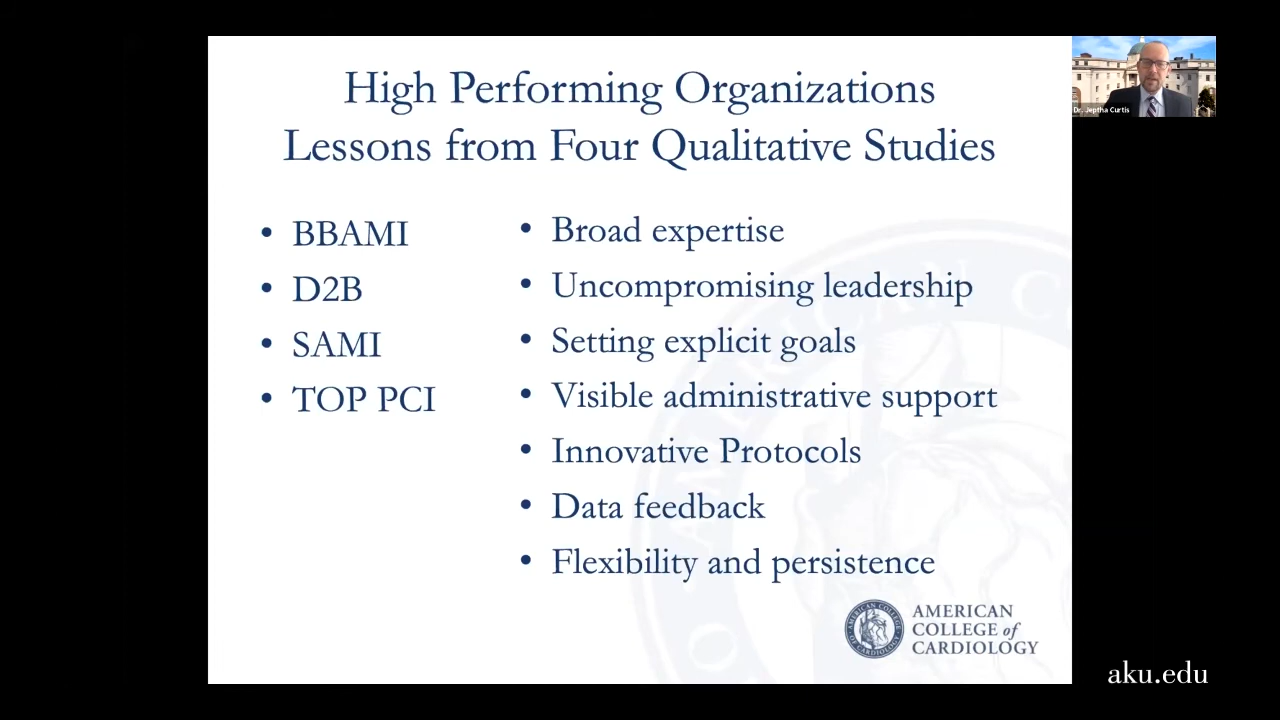 High Performing Organizations
Lessons from Four Qualitative Studies
• BBAMI
• D2B
• SAMI
• TOP PCI
• Broad expertise
• Uncompromising leadership
• Setting explicit goals
• Visible administrative support
• Innovative Protocols
• Data feedback
• Flexibility and persistence
AMERICAN
COLLEGE of
CARDIOLOGY
Dr. Jeptha Curtis
aku.edu